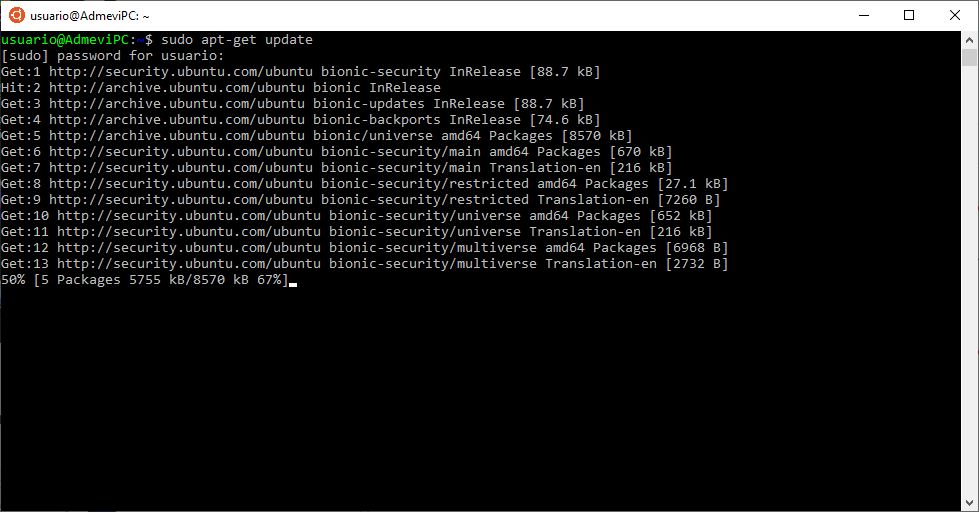 usuario@AdmeviPC: ~
usuario@AdmeviPC:~$ sudo apt-get update
[sudo] password for usuario:
Get:1 http://security.ubuntu.com/ubuntu bionic-security InRelease [88.7 kB]
Hit:2 http://archive.ubuntu.com/ubuntu bionic InRelease
Get:3 http://archive.ubuntu.com/ubuntu bionic-updates InRelease [88.7 kB]
Get:4 http://archive.ubuntu.com/ubuntu bionic-backports InRelease [74.6 kB]
Get:5 http://archive.ubuntu.com/ubuntu bionic/universe amd64 Packages [8570 kB]
Get:6 http://security.ubuntu.com/ubuntu bionic-security/main amd64 Packages [670 kB]
Get:7 http://security.ubuntu.com/ubuntu bionic-security/main Translation-en [216 kB]
Get:8 http://security.ubuntu.com/ubuntu bionic-security/restricted amd64 Packages [27.1 kB]
Get:9 http://security.ubuntu.com/ubuntu bionic-security/restricted Translation-en [7260 B]
Get:10 http://security.ubuntu.com/ubuntu bionic-security/universe amd64 Packages [652 kB]
Get:11 http://security.ubuntu.com/ubuntu bionic-security/universe Translation-en [216 kB]
Get:12 http://security.ubuntu.com/ubuntu bionic-security/multiverse amd64 Packages [6968 B]
Get:13 http://security.ubuntu.com/ubuntu bionic-security/multiverse Translation-en [2732 B]
50% [5 Packages 5755 kB/8570 kB 67%]